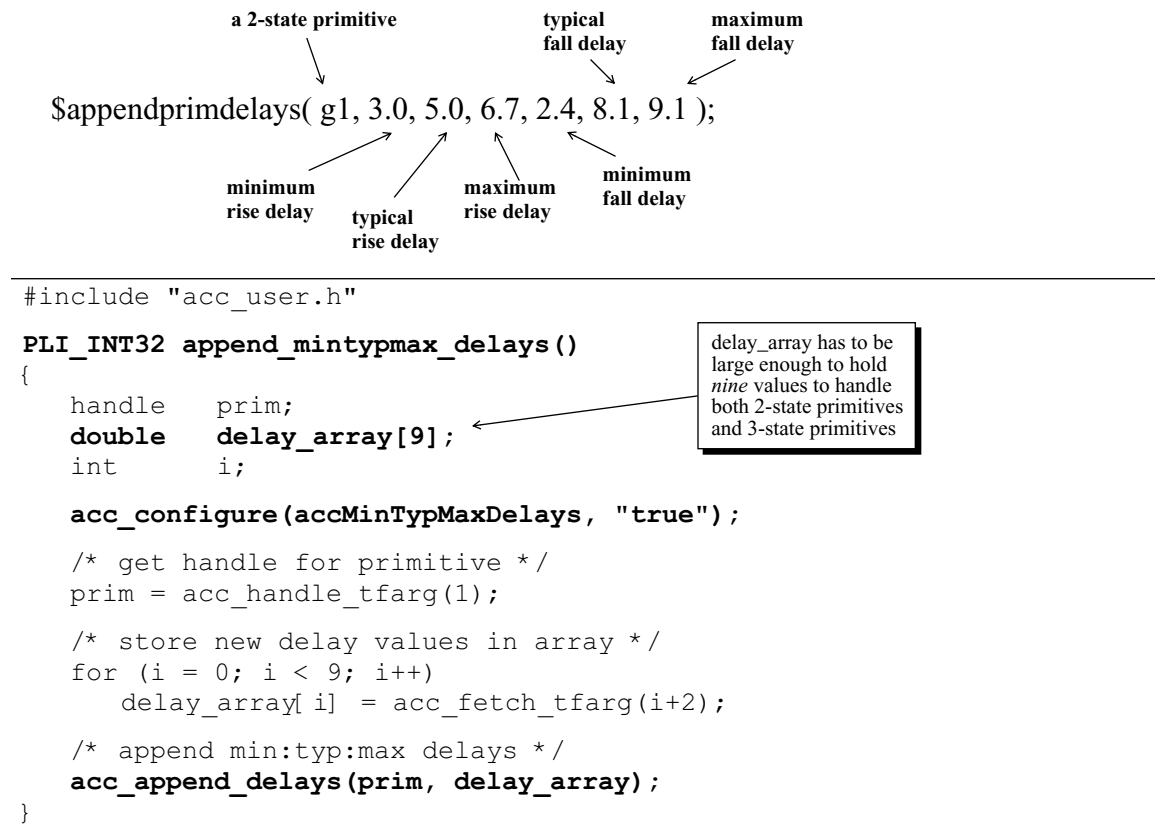 a 2-state primitive
typical
fall delay
maximum
fall delay
$appendprimdelays( g1, 3.0, 5.0, 6.7, 2.4, 8.1, 9.1 );
minimum
rise delay
typical
rise delay
maximum
rise delay
minimum
fall delay
#include "acc_user.h"
PLI_INT32 append_mintypmax_delays()
{
handle prim;
double delay_array[9];
int i;
delay_array has to be
large enough to hold
nine values to handle
both 2-state primitives
and 3-state primitives
acc_configure(accMinTypMaxDelays, "true");
/* get handle for primitive */
prim = acc_handle_tfarg(1);
/* store new delay values in array */
for (i = 0; i < 9; i++)
delay_array[i] = acc_fetch_tfarg(i+2);
/* append min:typ:max delays */
acc_append_delays(prim, delay_array);
}